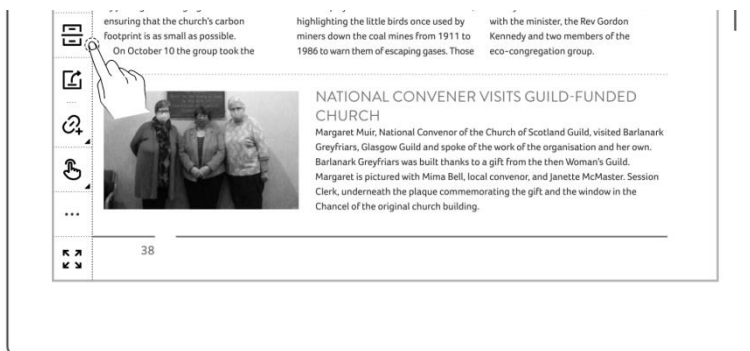 ensuring that the church's carbon
footprint is as small as possible.
On October 10 the group took the
highlighting the little birds once used by
miners down the coal mines from 1911 to
1986 to warn them of escaping gases. Those
with the minister, the Rev Gordon
Kennedy and two members of the
eco-congregation group.
NATIONAL CONVENER VISITS GUILD-FUNDED
CHURCH
Margaret Muir, National Convenor of the Church of Scotland Guild, visited Barlanark
Greyfriars, Glasgow Guild and spoke of the work of the organisation and her own.
Barlanark Greyfriars was built thanks to a gift from the then Woman's Guild.
Margaret is pictured with Mima Bell, local convenor, and Janette McMaster. Session
Clerk, underneath the plaque commemorating the gift and the window in the
Chancel of the original church building.
38